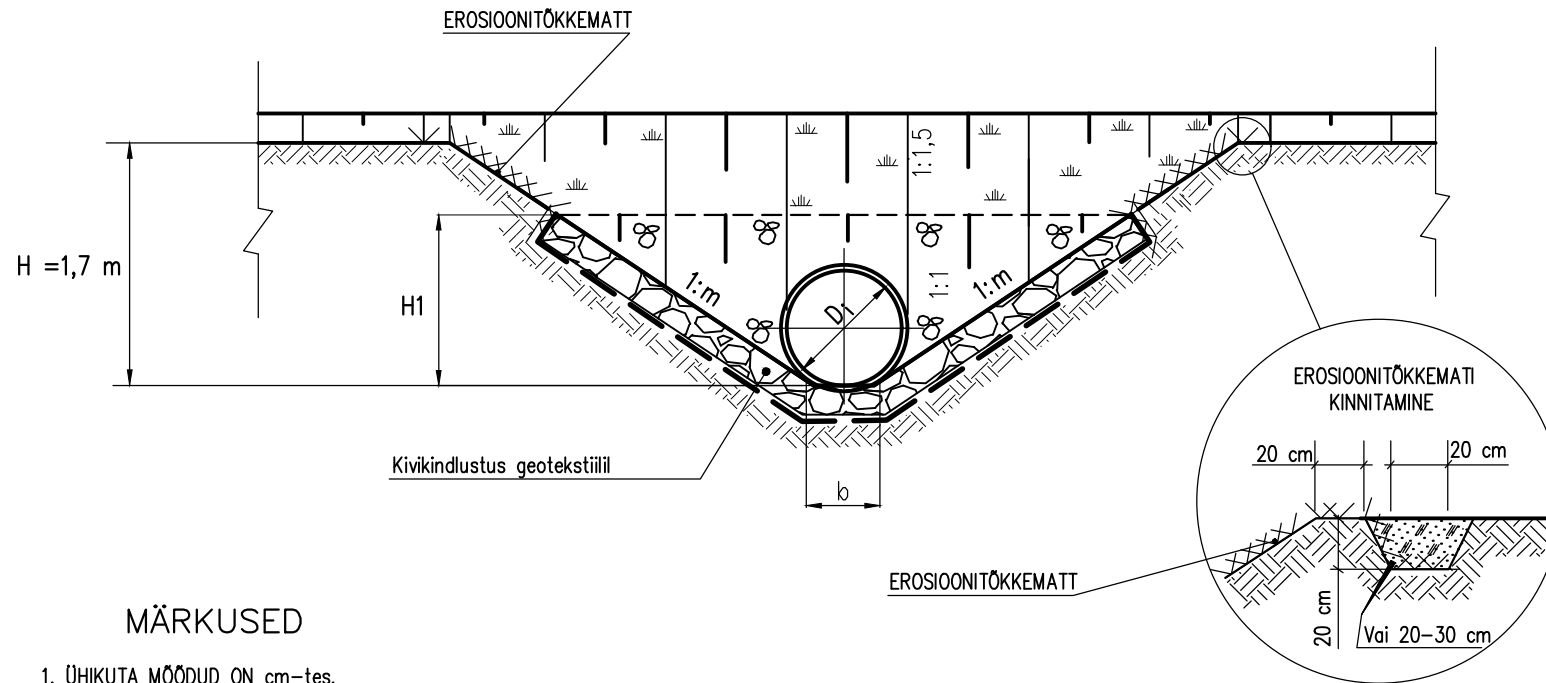 EROSIOONITÕKKEMATT
1:1,5
H =1,7 m
H1
1:m
Di
1:1
1:m
Kivikindlustus geotekstiilil
b
EROSIOONITÕKKEMATI
KINNITAMINE
20 cm
20 cm
EROSIOONITÕKKEMATT
20 cm
Vai 20-30 cm
MÄRKUSED
1. ÜHIKUTA MÕÕDUD ON cm-tes.